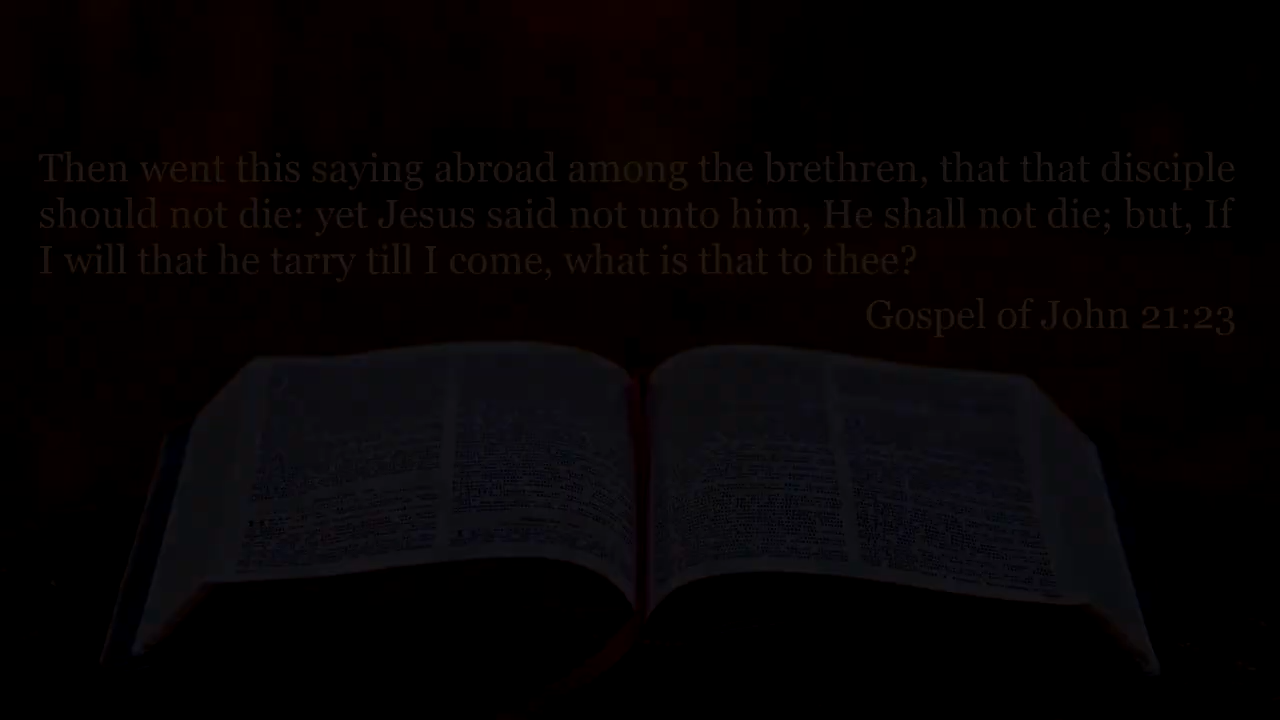 Then went this saying abroad among the brethren, that that disciple
should not die: yet Jesus said not unto him, He shall not die; but, If
I will that he tarry till I come, what is that to thee?
Gospel of John 21:23